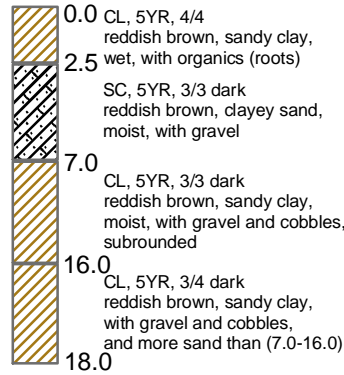 0.0 CL, 5YR, 4/4
reddish brown, sandy clay,
2.5 wet, with organics (roots)
SC, 5YR, 3/3 dark
reddish brown, clayey sand,
moist, with gravel
7.0
CL, 5YR, 3/3 dark
reddish brown, sandy clay,
moist, with gravel and cobbles,
subrounded
16.0
CL, 5YR, 3/4 dark
reddish brown, sandy clay,
with gravel and cobbles,
and more sand than (7.0-16.0)
18.0